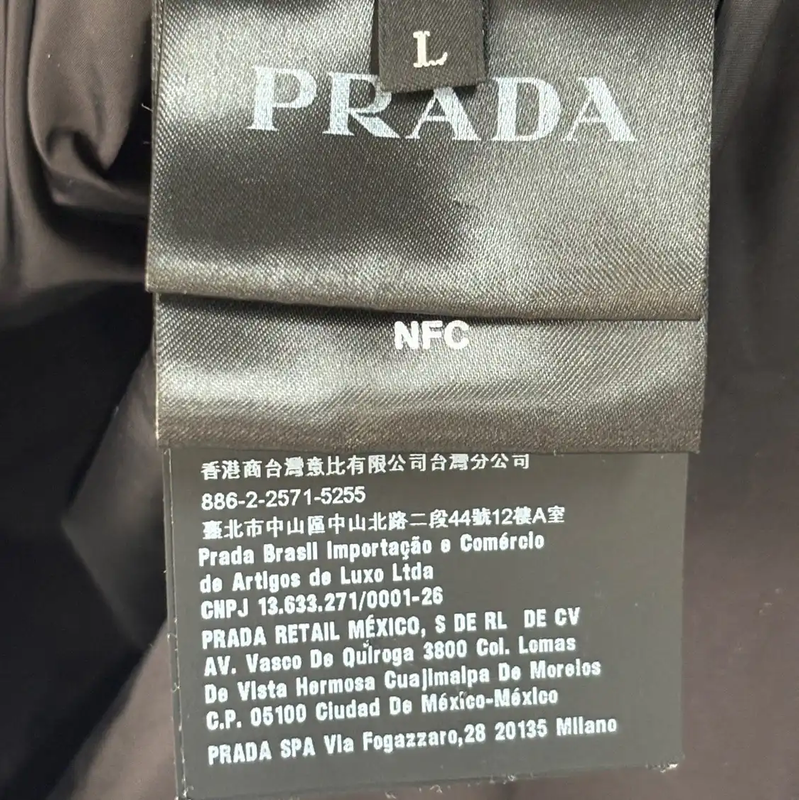 L
PRADA
NFC
香港商台灣意比有限公司台灣分公司
886-2-2571-5255
臺北市中山區中山北路二段44號12樓A室
Prada Brasil Importação e Comércio
de Artigos de Luxo Ltda
CNPJ 13.633.271/0001-26
PRADA RETAIL MÉXICO, S DE RL DE CV
AV. Vasco De Quiroga 3800 Col. Lomas
De Vista Hermosa Cuajimalpa De Morelos
C.P. 05100 Ciudad De México-México
PRADA SPA Via Fogazzaro,28 20135 Milano